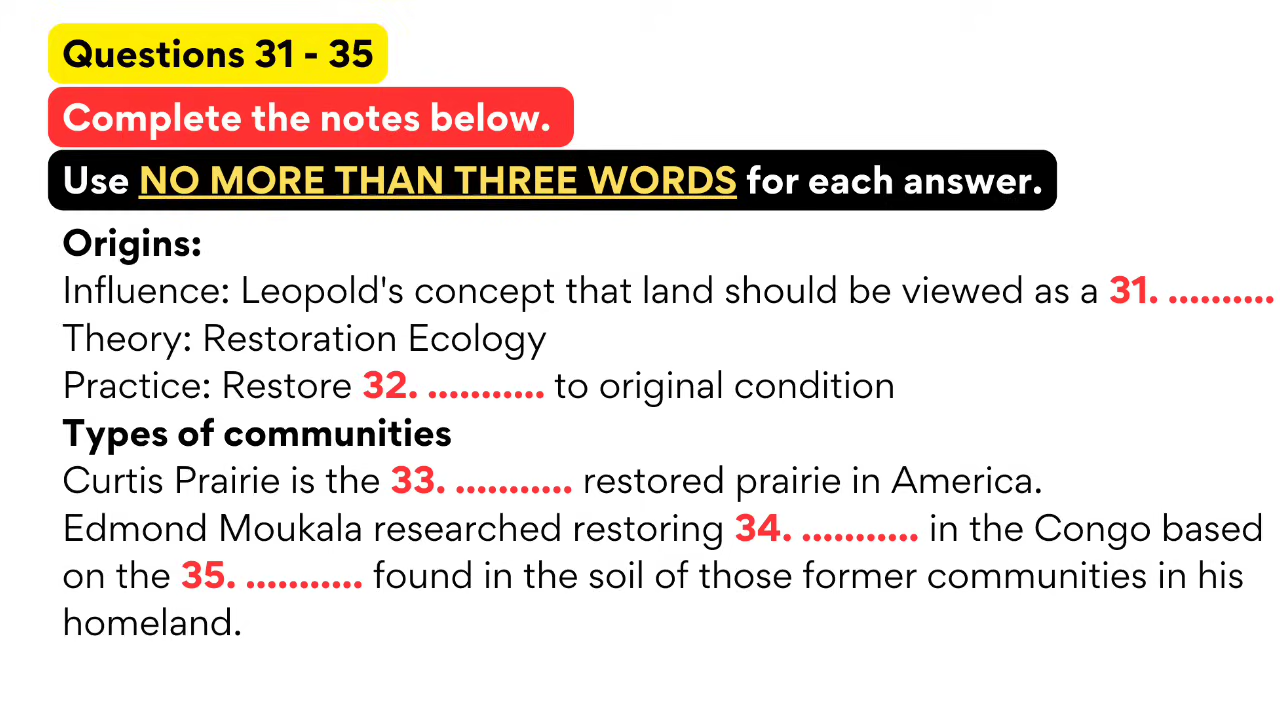 Questions 31 - 35
Complete the notes below.
Use NO MORE THAN THREE WORDS for each answer.
Origins:
Influence: Leopold's concept that land should be viewed as a 31. ..........
Theory: Restoration Ecology
Practice: Restore 32. ........... to original condition
Types of communities
Curtis Prairie is the 33. ........... restored prairie in America.
Edmond Moukala researched restoring 34. ........... in the Congo based
on the 35. ........... found in the soil of those former communities in his
homeland.